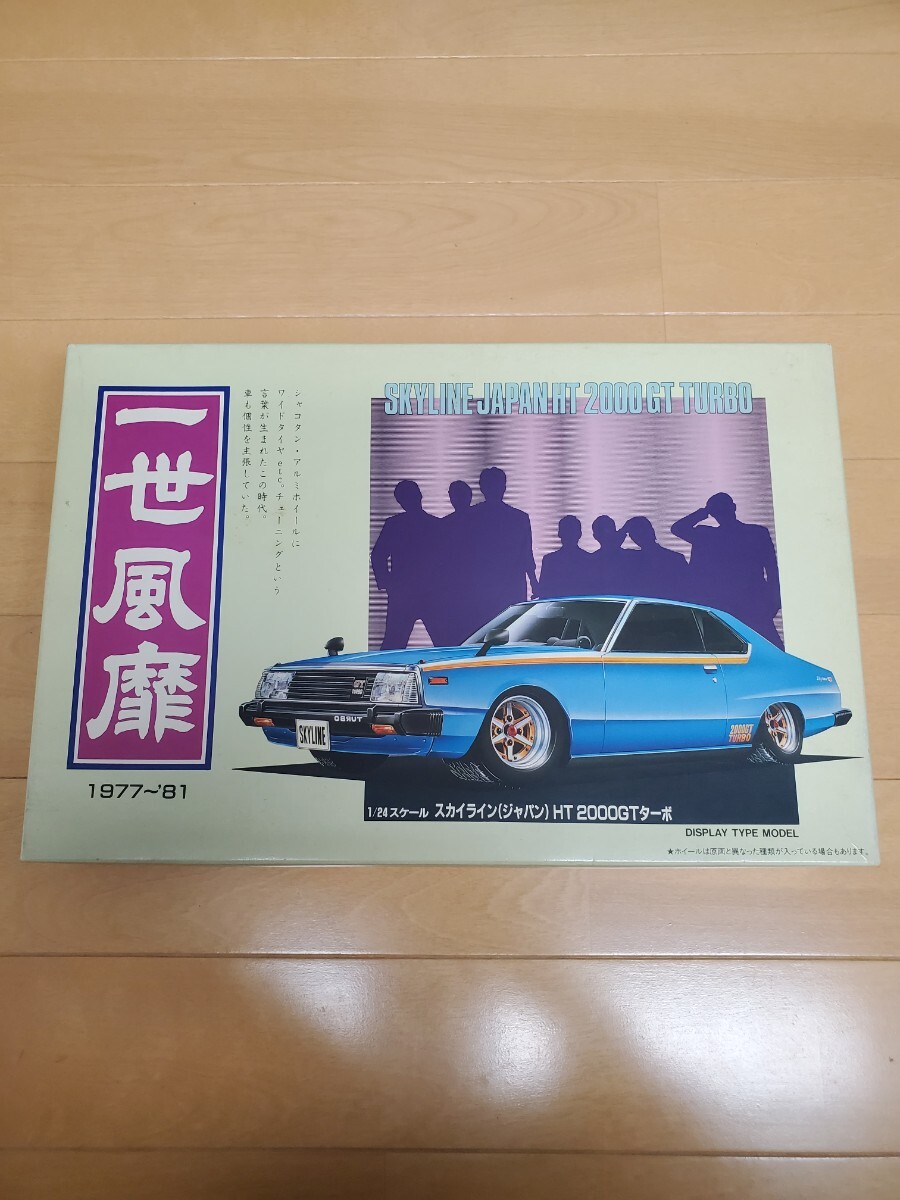 一世風靡
1977〜'81
シャコタン・アルミホイールに
ワイドタイヤetc。チューニングという
言葉が生まれたこの時代。
車も個性を主張していた。
SKYLINE JAPAN HT 2000 GT TURBO
GT
TURBO
SKYLINE
2000GT
TURBO
1/24スケール スカイライン(ジャパン) HT 2000GTターボ
DISPLAY TYPE MODEL
★ホイールは原画と異なった種類が入っている場合もあります。